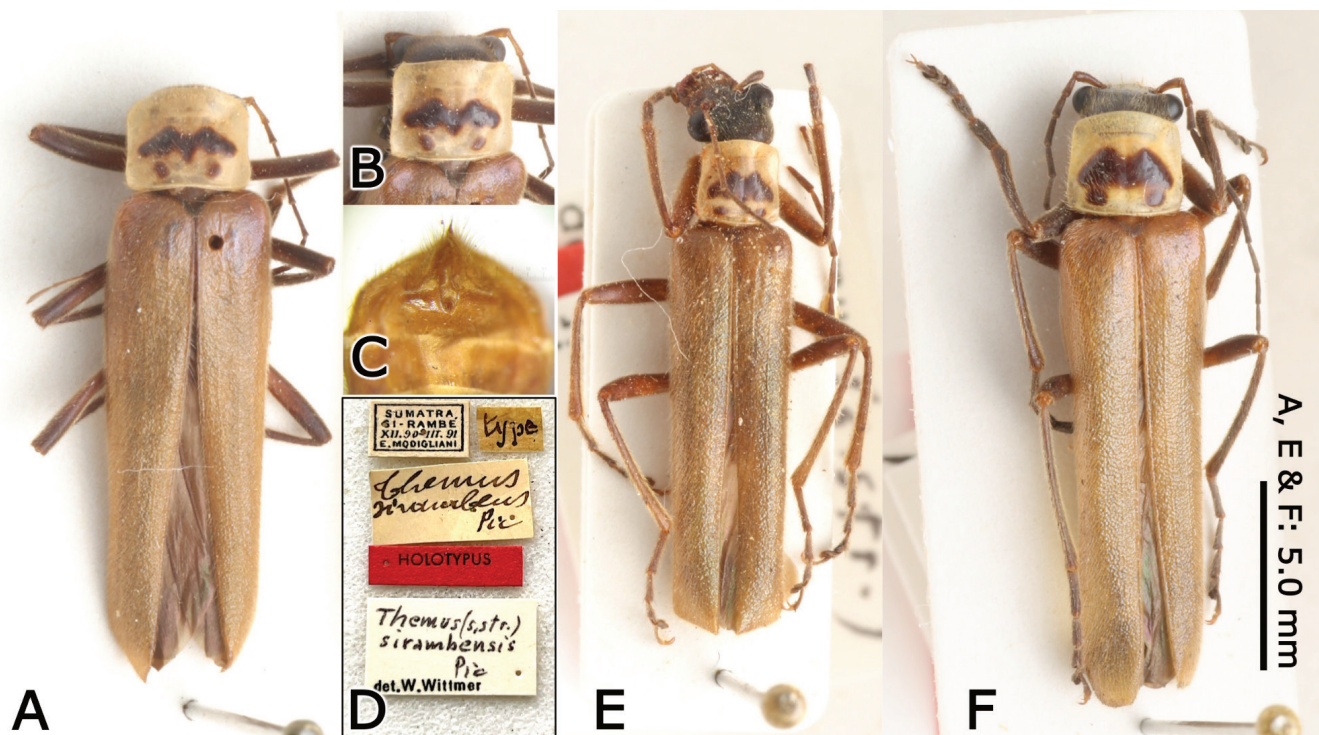 A
B
C
SUMATRA
SI-RAMBE
XII.90-III.91
E. MODIGLIANI
type
Themus
Pic
HOLOTYPUS
Themus (s,str.)
sirambensis
Pic
det. W. Wittmer
D
E
F
A, E & F: 5.0 mm